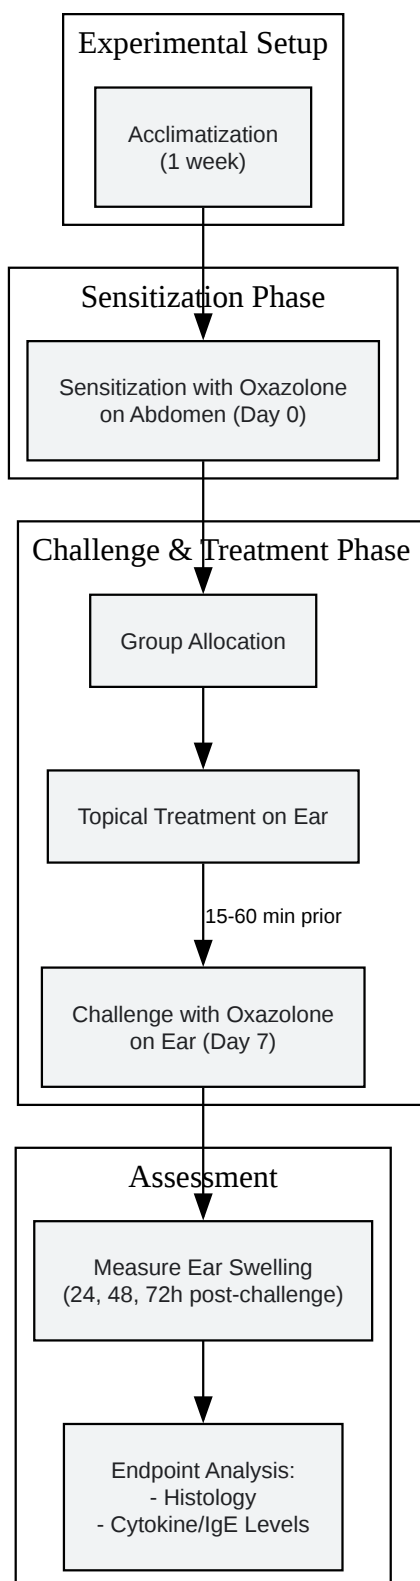 Experimental Setup
Acclimatization
(1 week)
Sensitization Phase
Sensitization with Oxazolone
on Abdomen (Day 0)
Challenge & Treatment Phase
Group Allocation
Topical Treatment on Ear
15-60 min prior
Challenge with Oxazolone
on Ear (Day 7)
Assessment
Measure Ear Swelling
(24, 48, 72h post-challenge)
Endpoint Analysis:
- Histology
- Cytokine/IgE Levels